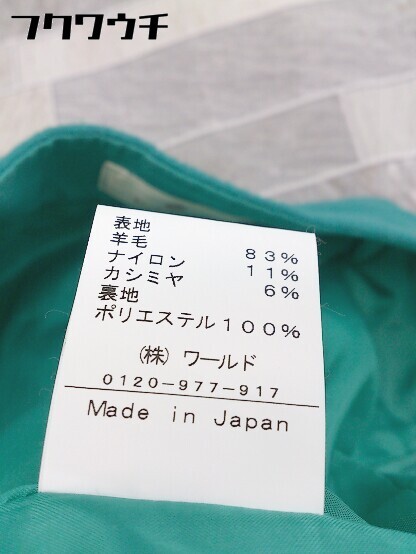 フクワウチ
表地
羊毛 83%
ナイロン 11%
カシミヤ 6%
裏地
ポリエステル100%
(株) ワールド
0120-977-917
Made in Japan